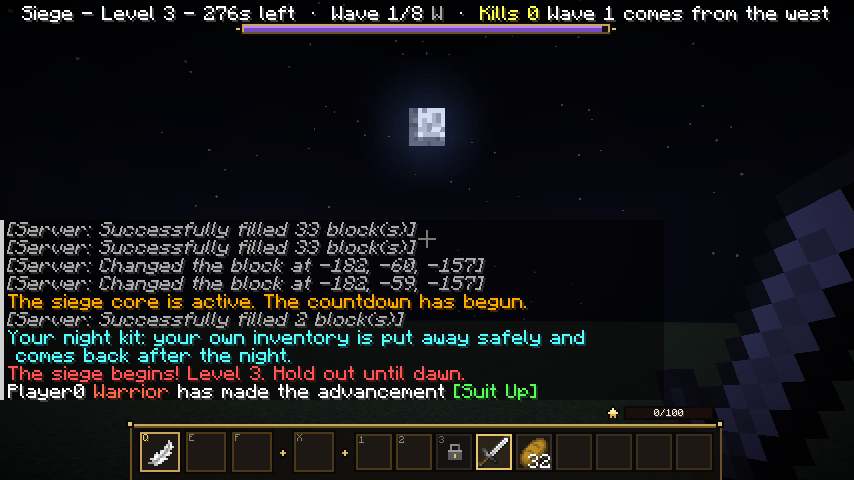 Siege - Level 3 - 276s left · Wave 1/8 W · Kills 0 Wave 1 comes from the west
[Server: Successfully filled 33 block(s)]
[Server: Successfully filled 33 block(s)]
[Server: Changed the block at -182, -60, -157]
[Server: Changed the block at -182, -59, -157]
The siege core is active. The countdown has begun.
[Server: Successfully filled 2 block(s)]
Your night kit: your own inventory is put away safely and
comes back after the night.
The siege begins! Level 3. Hold out until dawn.
Player0 Warrior has made the advancement [Suit Up]
0/100
Q E F X 1 2 3
32